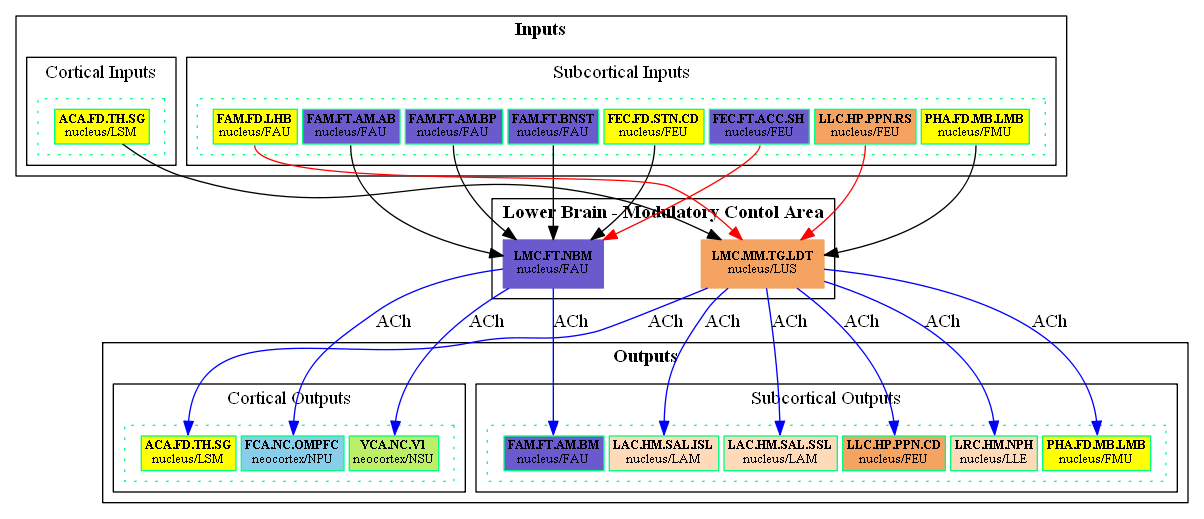 Inputs
Cortical Inputs
Subcortical Inputs
ACA.FD.TH.SG
nucleus/LSM
FAM.FD.LHB
nucleus/FAU
FAM.FT.AM.AB
nucleus/FAU
FAM.FT.AM.BP
nucleus/FAU
FAM.FT.BNST
nucleus/FAU
FEC.FD.STN.CD
nucleus/FEU
FEC.FT.ACC.SH
nucleus/FEU
LLC.HP.PPN.RS
nucleus/FEU
PHA.FD.MB.LMB
nucleus/FMU
Lower Brain - Modulatory Contol Area
LMC.FT.NBM
nucleus/FAU
LMC.MM.TG.LDT
nucleus/LUS
ACh
ACh
ACh
ACh
ACh
ACh
ACh
ACh
ACh
Outputs
Cortical Outputs
Subcortical Outputs
ACA.FD.TH.SG
nucleus/LSM
FCA.NC.OMPFC
neocortex/NPU
VCA.NC.VI
neocortex/NSU
FAM.FT.AM.BM
nucleus/FAU
LAC.HM.SAL.ISL
nucleus/LAM
LAC.HM.SAL.SSL
nucleus/LAM
LLC.HP.PPN.CD
nucleus/FEU
LRC.HM.NPH
nucleus/LLE
PHA.FD.MB.LMB
nucleus/FMU